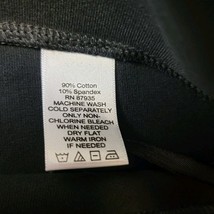 90% Cotton
10% Spandex
RN 87935
MACHINE WASH
COLD SEPARATELY
ONLY NON-
CHLORINE BLEACH
WHEN NEEDED
DRY FLAT
WARM IRON IF
NEEDED